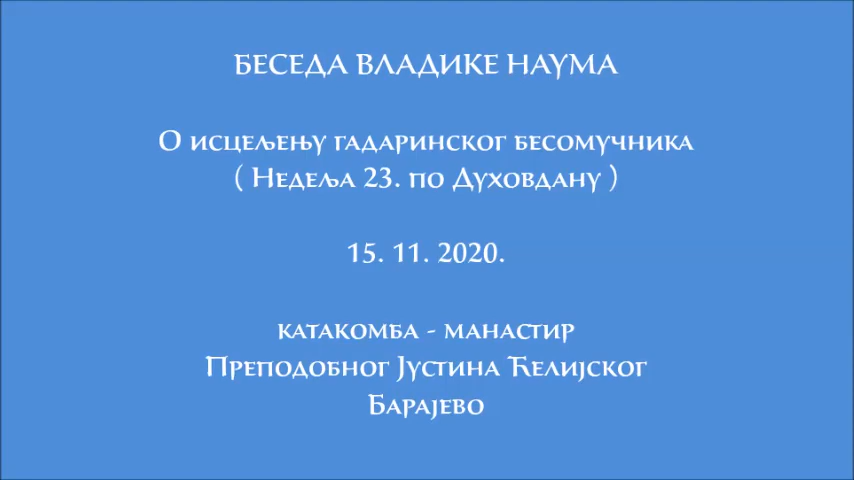 БЕСЕДА ВЛАДИКЕ НАУМА
О исцељењу гадаринског бесомучника
( Недеља 23. по Духовдану )
15. 11. 2020.
катакомба - манастир
Преподобног Јустина Ћелијског
Барајево